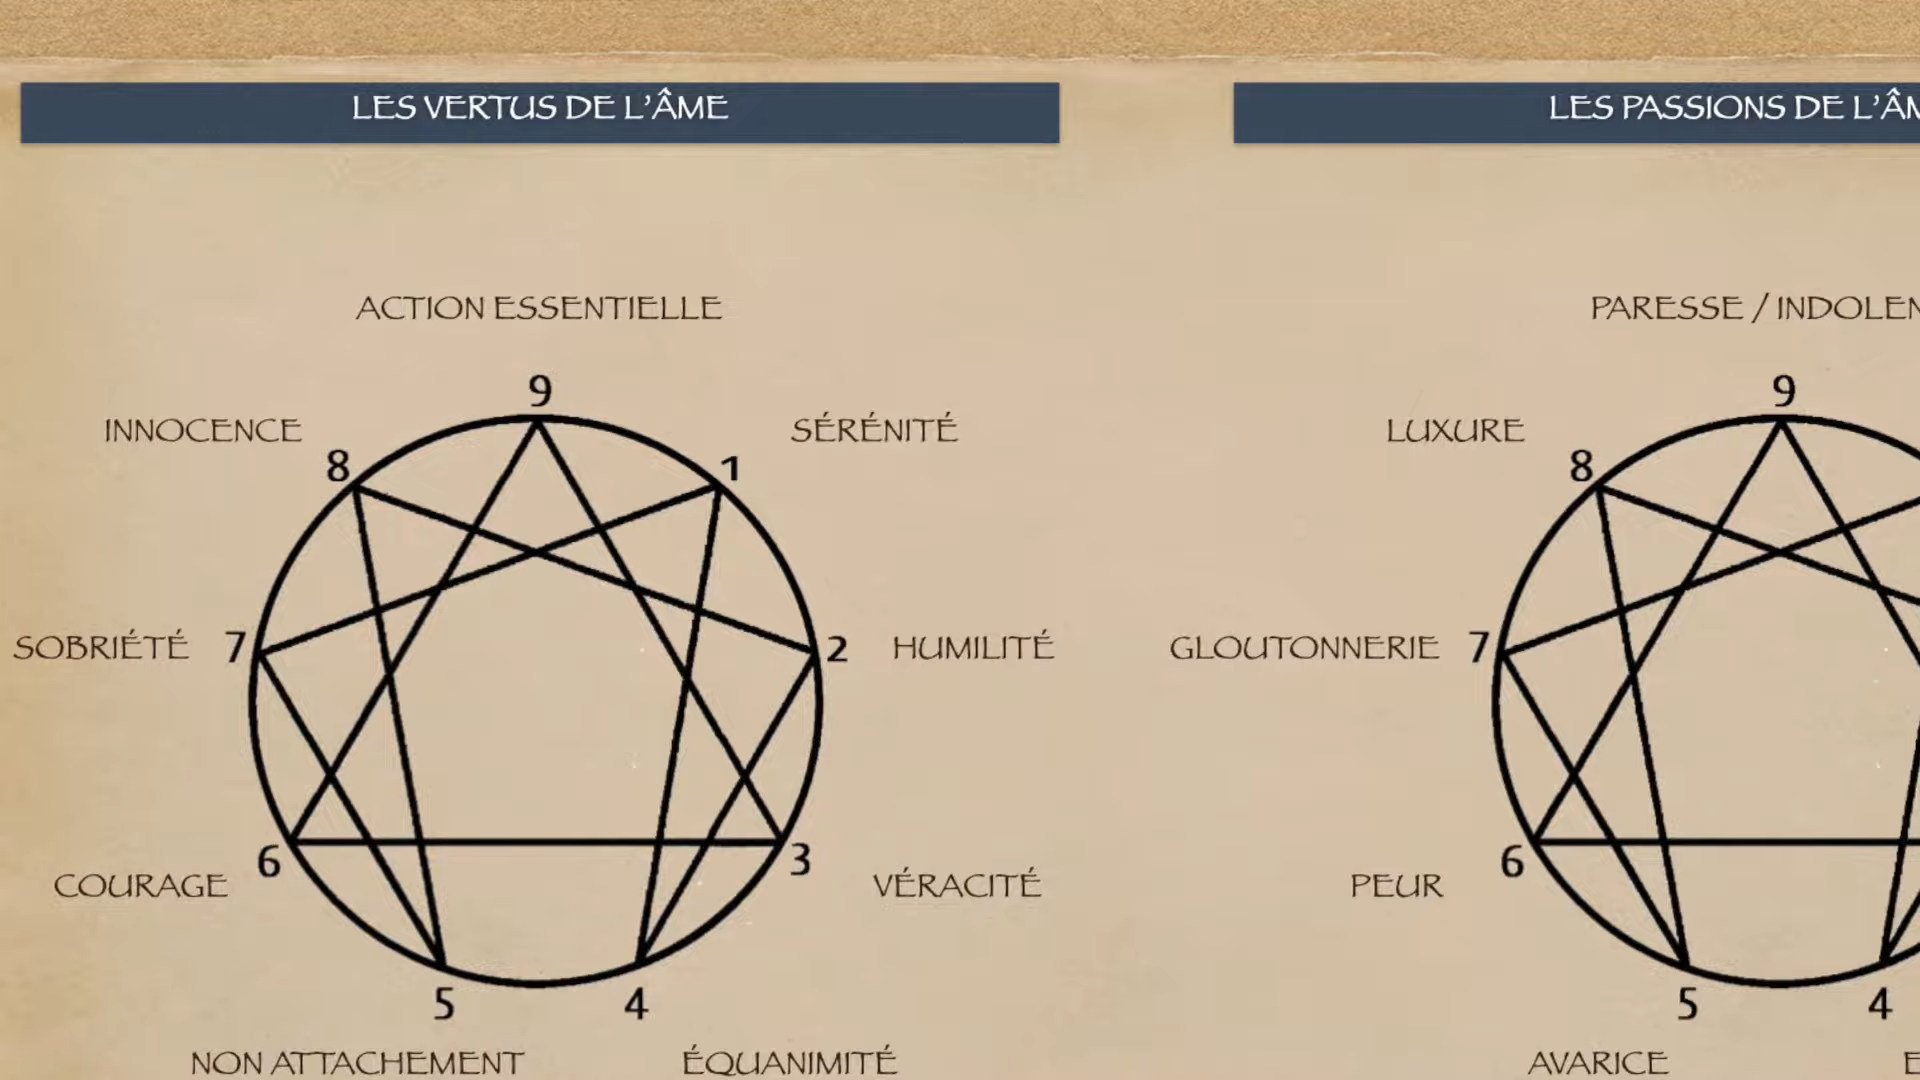 LES VERTUS DE L’ÂME
ACTION ESSENTIELLE
9
INNOCENCE
SÉRÉNITÉ
8
1
SOBRIÉTÉ
7
2
HUMILITÉ
6
3
COURAGE
VÉRACITÉ
5
4
NON ATTACHEMENT
ÉQUANIMITÉ
LES PASSIONS DE L’
PARESSE /
9
LUXURE
8
GLOUTONNERIE
7
6
PEUR
5
4
AVARICE